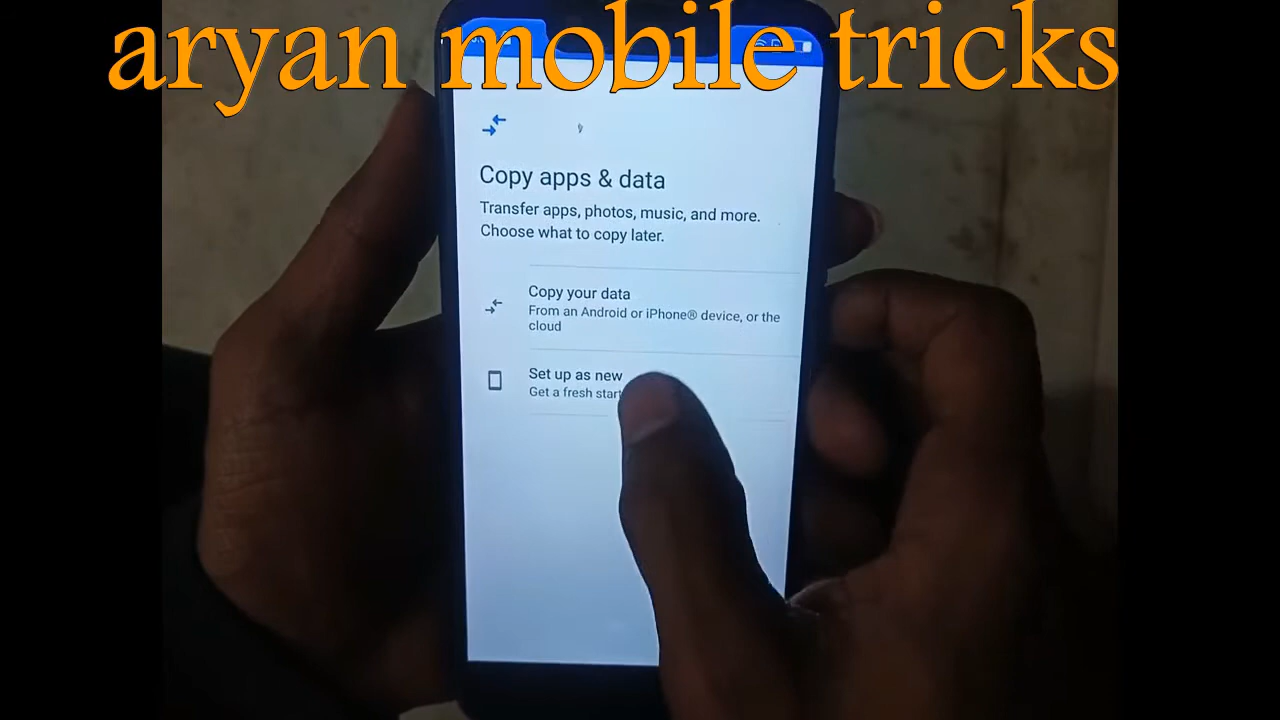 aryan mobile tricks
Copy apps & data
Transfer apps, photos, music, and more.
Choose what to copy later.
Copy your data
From an Android or iPhone® device, or the
cloud
Set up as new
Get a fresh start